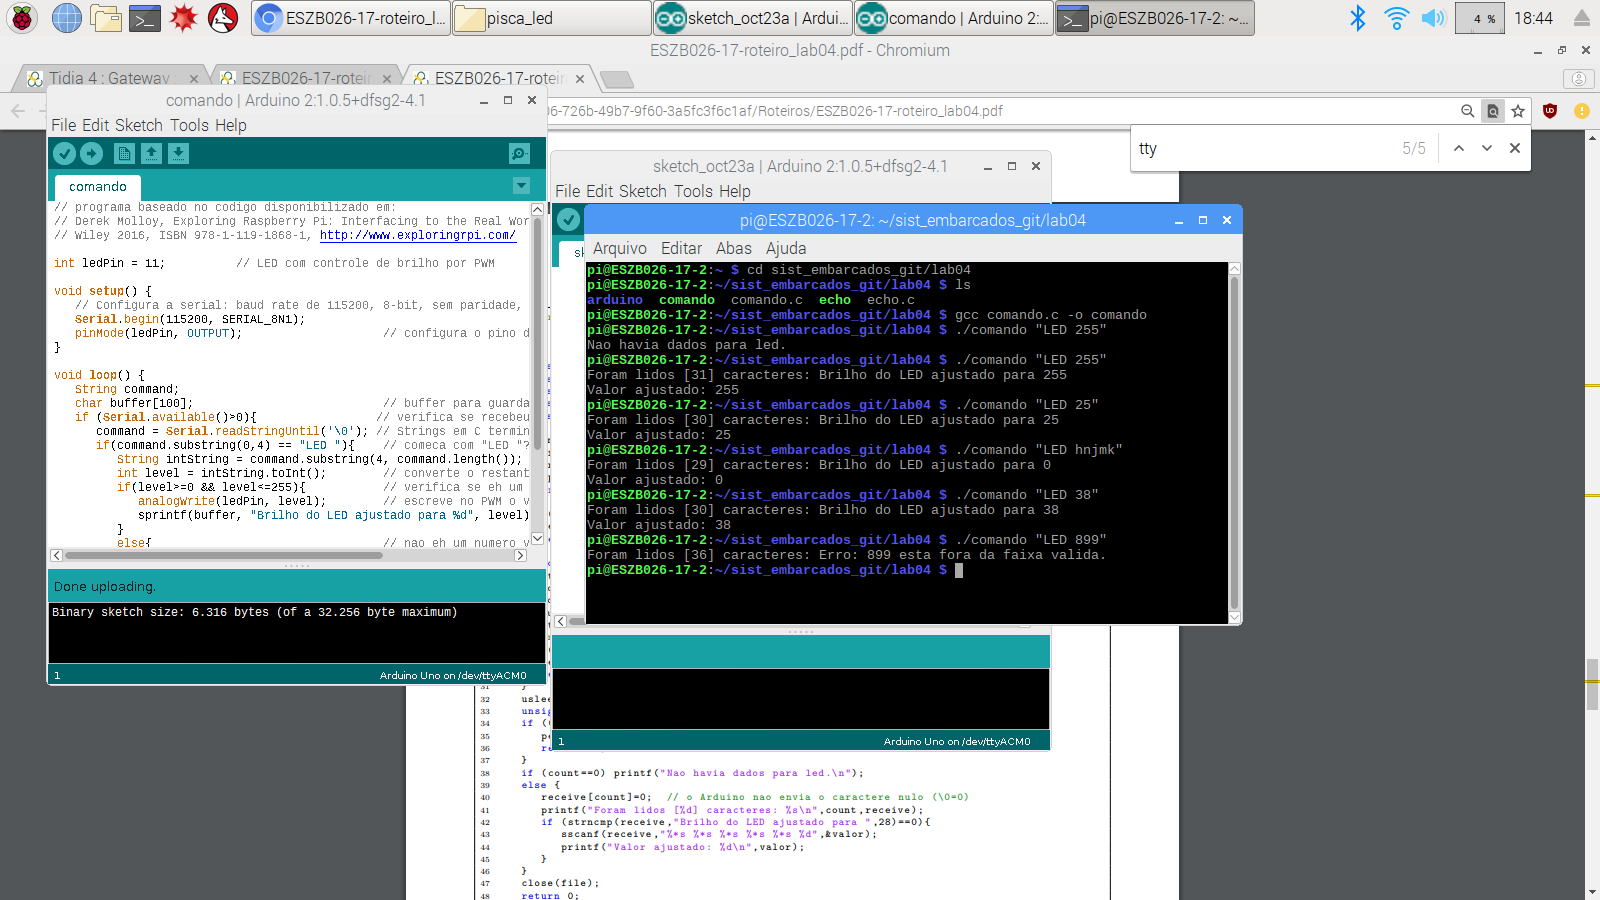 ESZB026-17-roteiro_l...
pisca_led
sketch_oct23a | Ardui...
comando | Arduino 2:...
pi@ESZB026-17-2: ~...
4 %
18:44
ESZB026-17-roteiro_lab04.pdf - Chromium
Tidia 4 : Gateway
ESZB026-17-roteir
ESZB026-17-roteir
06-726b-49b7-9f60-3a5fc3f6c1af/Roteiros/ESZB026-17-roteiro_lab04.pdf
tty
5/5
comando | Arduino 2:1.0.5+dfsg2-4.1
File Edit Sketch Tools Help
comando
// programa baseado no codigo disponibilizado em:
// Derek Molloy, Exploring Raspberry Pi: Interfacing to the Real Wor
// Wiley 2016, ISBN 978-1-119-1868-1, http://www.exploringrpi.com/
int ledPin = 11; // LED com controle de brilho por PWM
void setup() {
// Configura a serial: baud rate de 115200, 8-bit, sem paridade,
Serial.begin(115200, SERIAL_8N1);
pinMode(ledPin, OUTPUT); // configura o pino d
}
void loop() {
String command;
char buffer[100]; // buffer para guarda
if (Serial.available()>0){ // verifica se recebeu
command = Serial.readStringUntil('\0'); // Strings em C termin
if(command.substring(0,4) == "LED "){ // comeca com "LED "?
String intString = command.substring(4, command.length());
int level = intString.toInt(); // converte o restant
if(level>=0 && level<=255){ // verifica se eh um
analogWrite(ledPin, level); // escreve no PWM o v
sprintf(buffer, "Brilho do LED ajustado para %d", level)
}
else{ // nao eh um numero v
Done uploading.
Binary sketch size: 6.316 bytes (of a 32.256 byte maximum)
1
Arduino Uno on /dev/ttyACM0
sketch_oct23a | Arduino 2:1.0.5+dfsg2-4.1
File Edit Sketch Tools Help
1
Arduino Uno on /dev/ttyACM0
pi@ESZB026-17-2: ~/sist_embarcados_git/lab04
Arquivo Editar Abas Ajuda
pi@ESZB026-17-2:~ $ cd sist_embarcados_git/lab04
pi@ESZB026-17-2:~/sist_embarcados_git/lab04 $ ls
arduino comando comando.c echo echo.c
pi@ESZB026-17-2:~/sist_embarcados_git/lab04 $ gcc comando.c -o comando
pi@ESZB026-17-2:~/sist_embarcados_git/lab04 $ ./comando "LED 255"
Nao havia dados para led.
pi@ESZB026-17-2:~/sist_embarcados_git/lab04 $ ./comando "LED 255"
Foram lidos [31] caracteres: Brilho do LED ajustado para 255
Valor ajustado: 255
pi@ESZB026-17-2:~/sist_embarcados_git/lab04 $ ./comando "LED 25"
Foram lidos [30] caracteres: Brilho do LED ajustado para 25
Valor ajustado: 25
pi@ESZB026-17-2:~/sist_embarcados_git/lab04 $ ./comando "LED hnjmk"
Foram lidos [29] caracteres: Brilho do LED ajustado para 0
Valor ajustado: 0
pi@ESZB026-17-2:~/sist_embarcados_git/lab04 $ ./comando "LED 38"
Foram lidos [30] caracteres: Brilho do LED ajustado para 38
Valor ajustado: 38
pi@ESZB026-17-2:~/sist_embarcados_git/lab04 $ ./comando "LED 899"
Foram lidos [36] caracteres: Erro: 899 esta fora da faixa valida.
pi@ESZB026-17-2:~/sist_embarcados_git/lab04 $
31 }
32 uslee
33 unsig
34 if (
35 pe
36 re
37 }
38 if (count==0) printf("Nao havia dados para led.\n");
39 else {
40 receive[count]=0; // o Arduino nao envia o caractere nulo (\0=0)
41 printf("Foram lidos [%d] caracteres: %s\n",count,receive);
42 if (strncmp(receive,"Brilho do LED ajustado para ",28)==0){
43 sscanf(receive,"%*s %*s %*s %*s %*s %d",&valor);
44 printf("Valor ajustado: %d\n",valor);
45 }
46 }
47 close(file);
48 return 0;